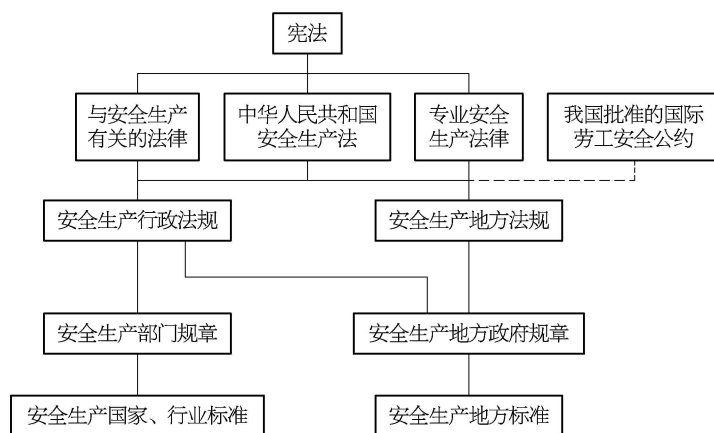 宪法
与安全生产
有关的法律
中华人民共和国
安全生产法
专业安全
生产法律
我国批准的国际
劳工安全公约
安全生产行政法规
安全生产地方法规
安全生产部门规章
安全生产地方政府规章
安全生产国家、行业标准
安全生产地方标准